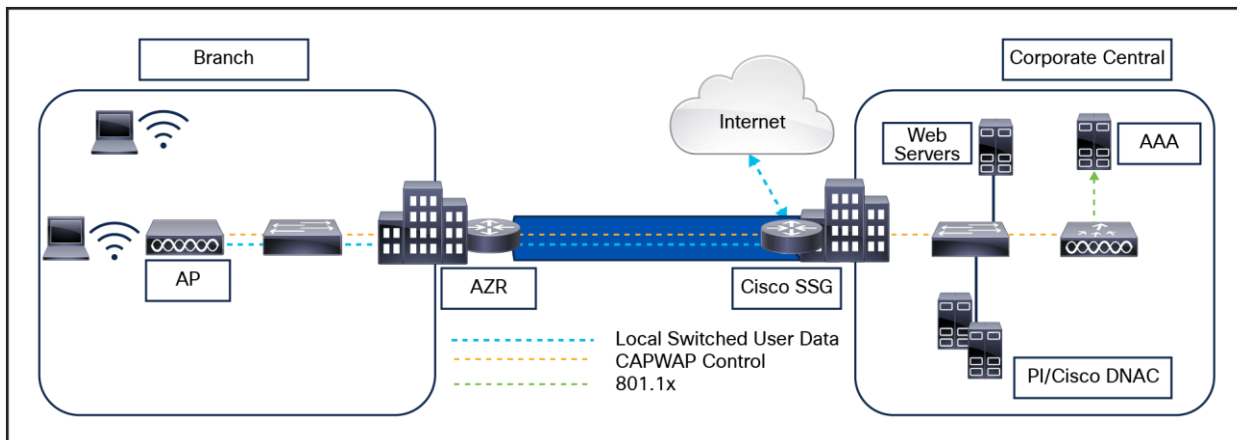 Branch
Corporate Central
Internet
Web
Servers
AAA
AP
AZR
Cisco SSG
Local Switched User Data
CAPWAP Control
801.1x
PI/Cisco DNAC